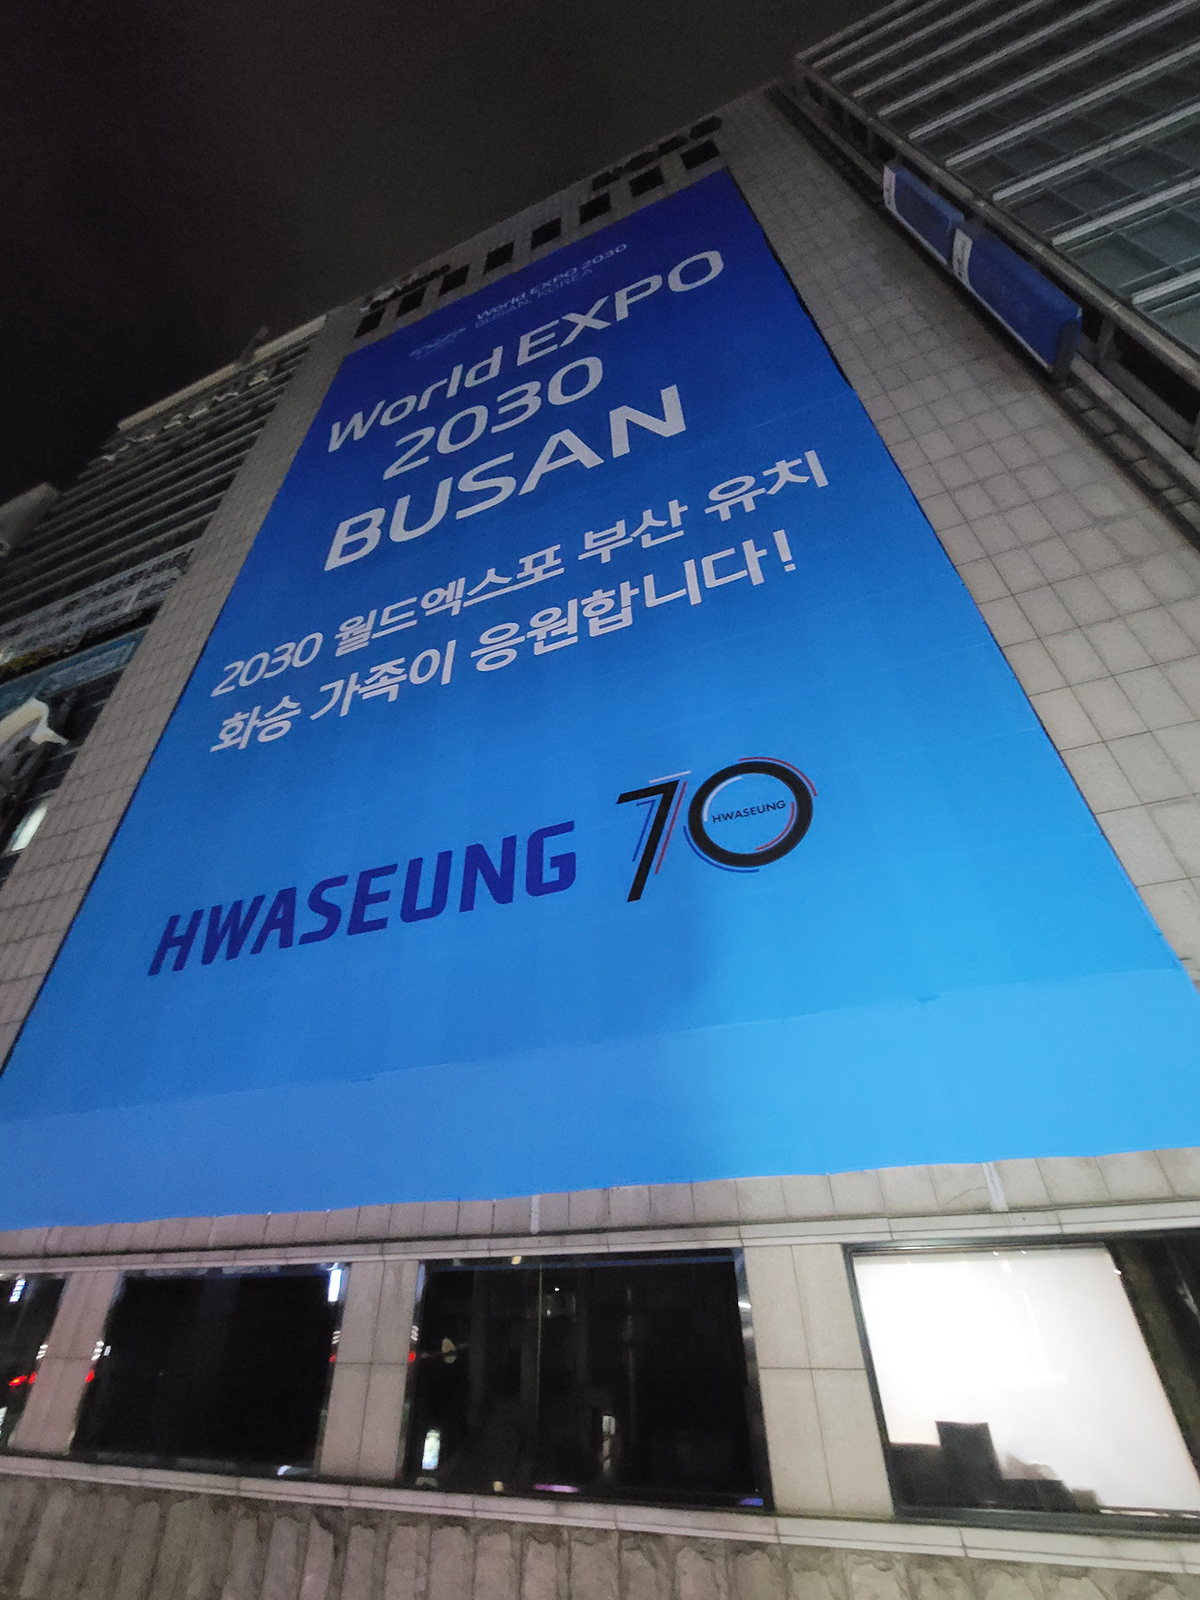 World EXPO 2030
BUSAN, KOREA
World EXPO
2030
BUSAN
2030 월드엑스포 부산 유치
화승 가족이 응원합니다!
HWASEUNG
70
HWASEUNG